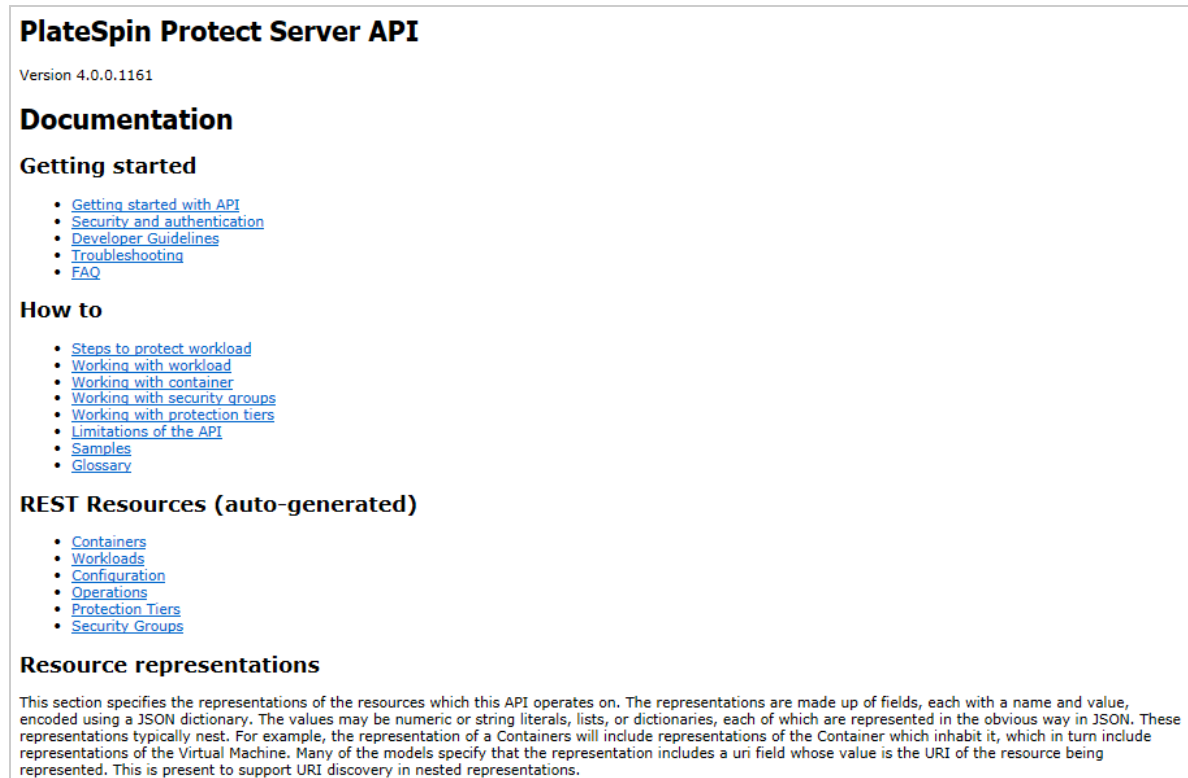 PlateSpin Protect Server API
Version 4.0.0.1161
Documentation
Getting started
Getting started with API
Security and authentication
Developer Guidelines
Troubleshooting
FAQ
How to
Steps to protect workload
Working with workload
Working with container
Working with security groups
Working with protection tiers
Limitations of the API
Samples
Glossary
REST Resources (auto-generated)
Containers
Workloads
Configuration
Operations
Protection Tiers
Security Groups
Resource representations
This section specifies the representations of the resources which this API operates on. The representations are made up of fields, each with a name and value,
encoded using a JSON dictionary. The values may be numeric or string literals, lists, or dictionaries, each of which are represented in the obvious way in JSON. These
representations typically nest. For example, the representation of a Containers will include representations of the Container which inhabit it, which in turn include
representations of the Virtual Machine. Many of the models specify that the representation includes a uri field whose value is the URI of the resource being
represented. This is present to support URI discovery in nested representations.